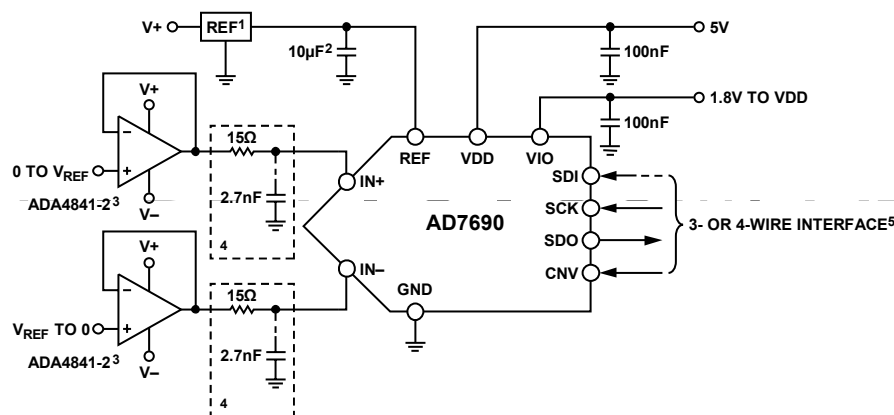 V+
REF1
10µF2
100nF
5V
1.8V TO VDD
100nF
V+
–
+
0 TO VREF
V–
ADA4841-23
15Ω
2.7nF
4
REF
VDD
VIO
IN+
IN–
AD7690
GND
SDI
SCK
SDO
CNV
3- OR 4-WIRE INTERFACE5
V+
–
+
VREF TO 0
V–
ADA4841-23
15Ω
2.7nF
4